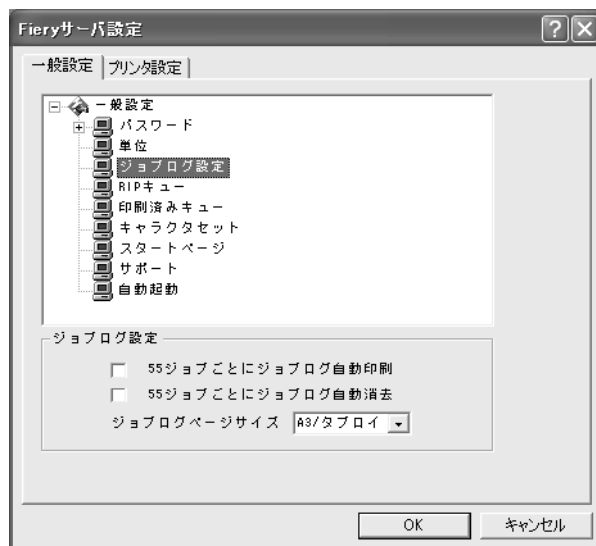 Fieryサーバ設定
一般設定 プリンタ設定
一般設定
パスワード
単位
ジョブログ設定
RIPキュー
印刷済みキュー
キャラクタセット
スタートページ
サポート
自動起動
ジョブログ設定
55ジョブごとにジョブログ自動印刷
55ジョブごとにジョブログ自動消去
ジョブログページサイズ A3/タブロイ
OK キャンセル